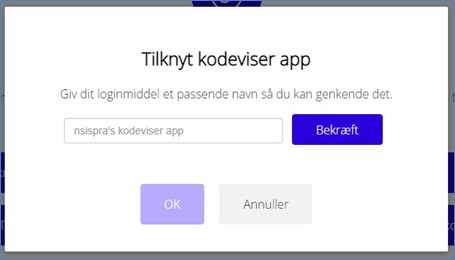 Tilknyt kodeviser app
Giv dit loginmiddel et passende navn så du kan genkende det.
nsispra's kodeviser app
Bekræft
OK
Annuller